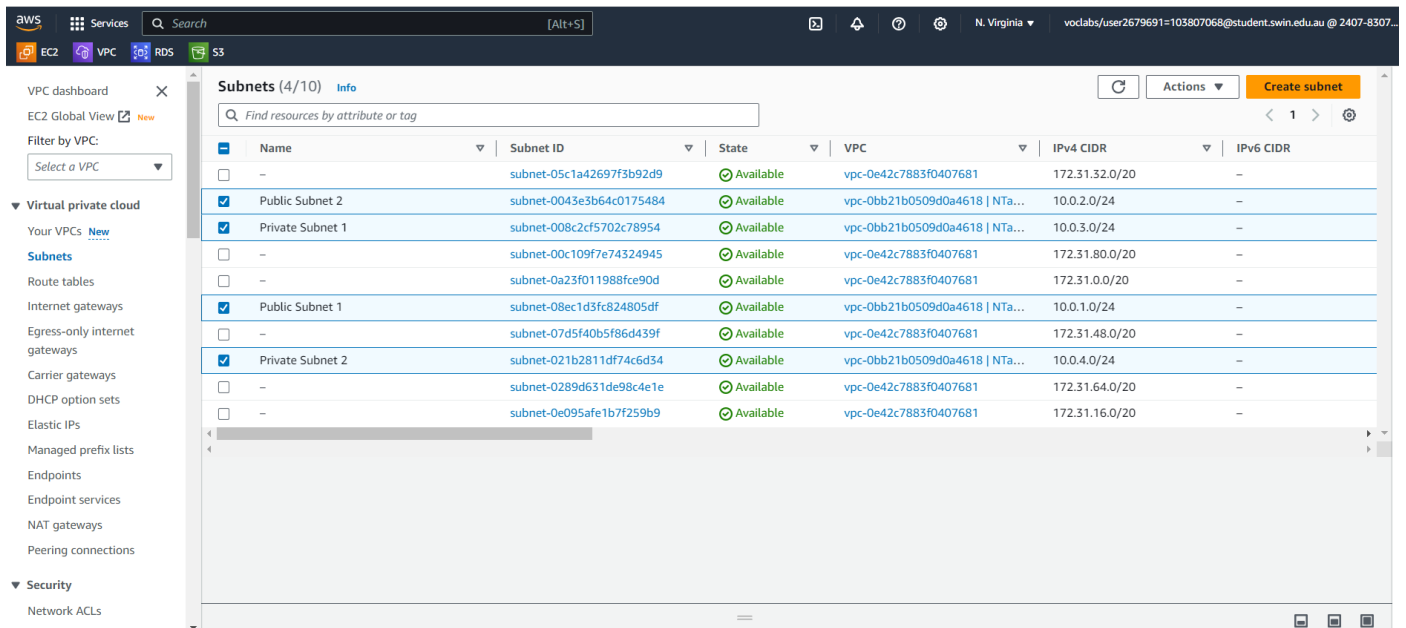 aws Services Search [Alt+S] N. Virginia ▼ voclabs/user2679691=103807068@student.swin.edu.au @ 2407-8307...
EC2 VPC RDS S3
VPC dashboard
EC2 Global View New
Filter by VPC:
Select a VPC
Virtual private cloud
Your VPCs New
Subnets
Route tables
Internet gateways
Egress-only internet
gateways
Carrier gateways
DHCP option sets
Elastic IPs
Managed prefix lists
Endpoints
Endpoint services
NAT gateways
Peering connections
Security
Network ACLs
Subnets (4/10) Info Actions ▼ Create subnet
Find resources by attribute or tag < 1 >
Name Subnet ID State VPC IPv4 CIDR IPv6 CIDR
– subnet-05c1a42697f3b92d9 Available vpc-0e42c7883f0407681 172.31.32.0/20 –
Public Subnet 2 subnet-0043e3b64c0175484 Available vpc-0bb21b0509d0a4618 | NTa... 10.0.2.0/24 –
Private Subnet 1 subnet-008c2cf5702c78954 Available vpc-0bb21b0509d0a4618 | NTa... 10.0.3.0/24 –
– subnet-00c109f7e74324945 Available vpc-0e42c7883f0407681 172.31.80.0/20 –
– subnet-0a23f011988fce90d Available vpc-0e42c7883f0407681 172.31.0.0/20 –
Public Subnet 1 subnet-08ec1d3fc824805df Available vpc-0bb21b0509d0a4618 | NTa... 10.0.1.0/24 –
– subnet-07d5f40b5f86d439f Available vpc-0e42c7883f0407681 172.31.48.0/20 –
Private Subnet 2 subnet-021b2811df74c6d34 Available vpc-0bb21b0509d0a4618 | NTa... 10.0.4.0/24 –
– subnet-0289d631de98c4e1e Available vpc-0e42c7883f0407681 172.31.64.0/20 –
– subnet-0e095afe1b7f259b9 Available vpc-0e42c7883f0407681 172.31.16.0/20 –